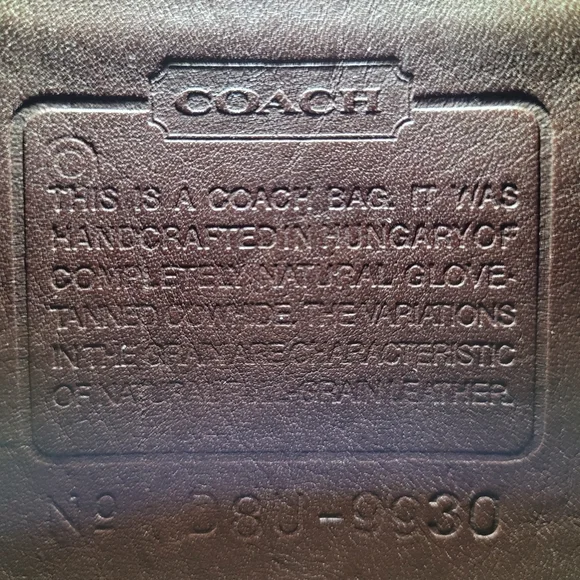 COACH
THIS IS A COACH BAG. IT WAS
HANDCRAFTED IN HUNGARY OF
COMPLETELY NATURAL GLOVE-
TANNED COWHIDE. THE VARIATIONS
IN THE GRAIN ARE CHARACTERISTIC
OF NATURAL FULL-GRAIN LEATHER.
Nº D8U-9930